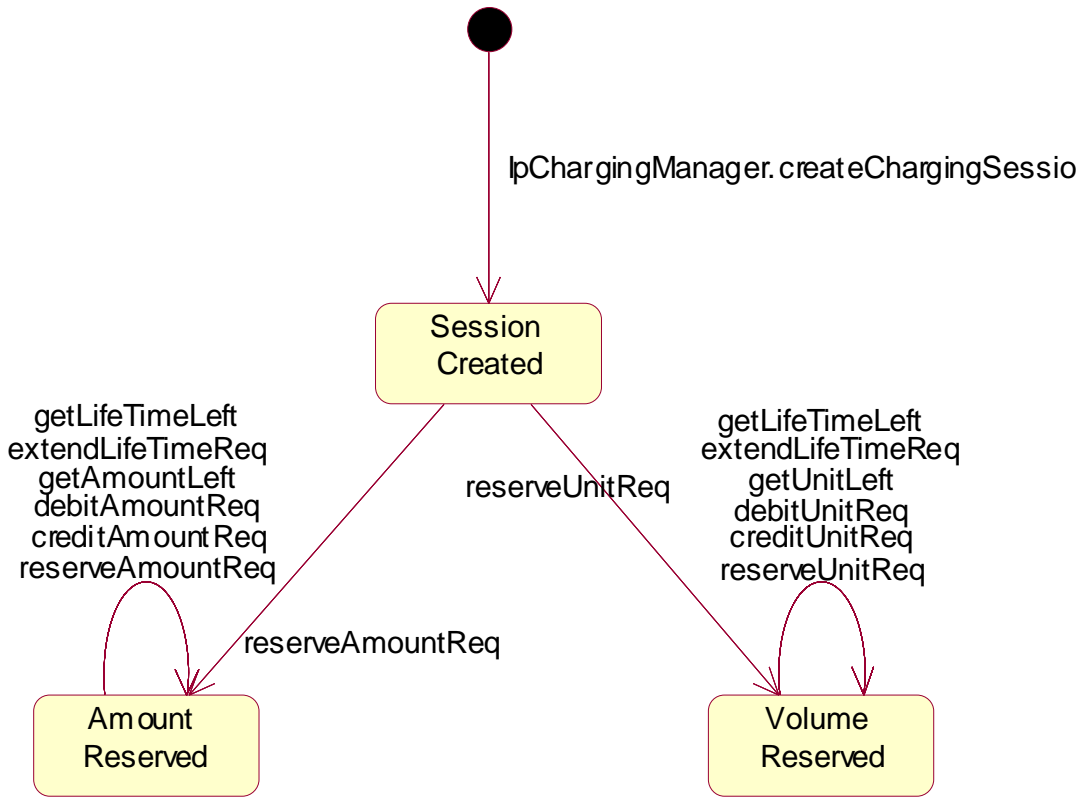 IpChargingManager.createChargingSessio
Session
Created
getLifeTimeLeft
extendLifeTimeReq
getAmountLeft
debitAmountReq
creditAmountReq
reserveAmountReq
getLifeTimeLeft
extendLifeTimeReq
getUnitLeft
debitUnitReq
creditUnitReq
reserveUnitReq
reserveUnitReq
reserveAmountReq
Amount
Reserved
Volume
Reserved